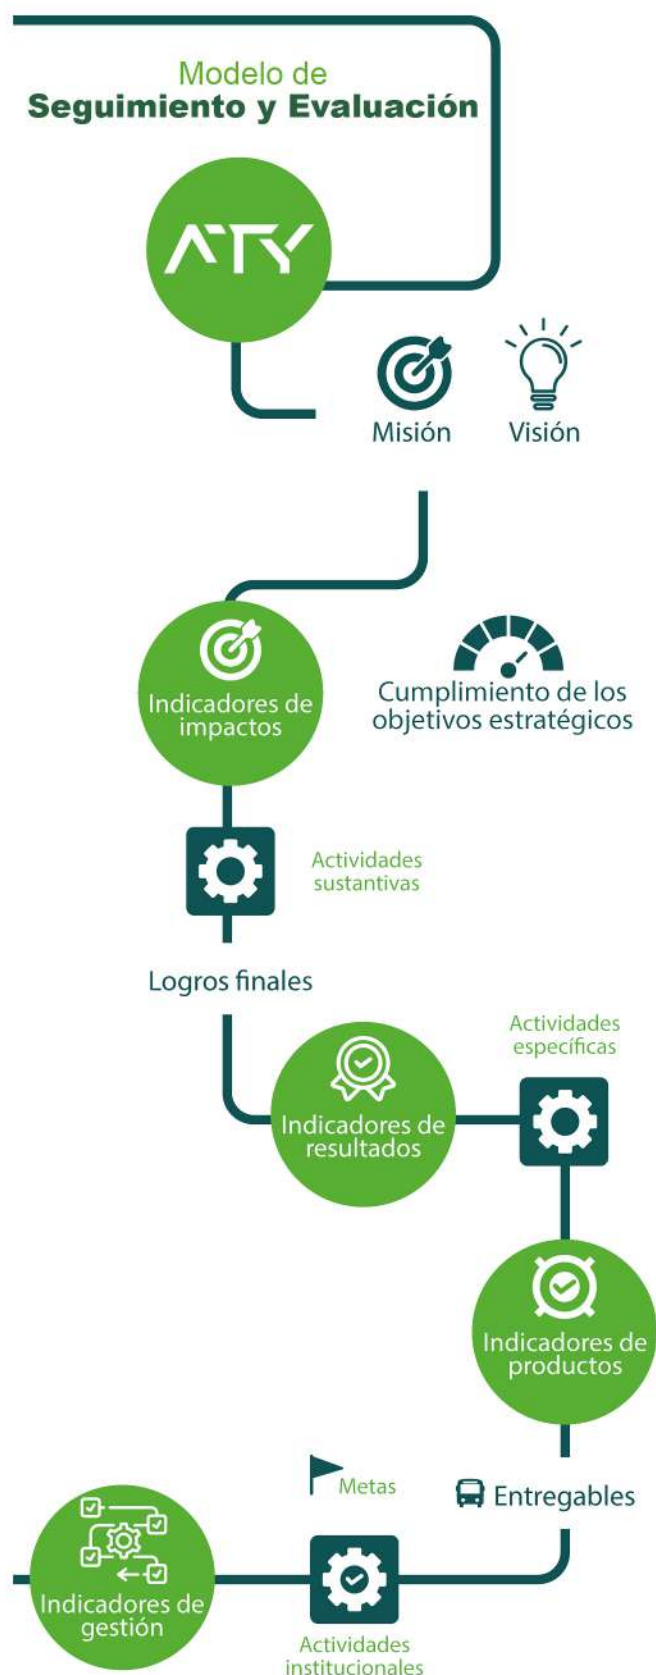 Modelo de
Seguimiento y Evaluación
ATY
Misión
Visión
Indicadores de
impactos
Cumplimiento de los
objetivos estratégicos
Actividades
sustantivas
Logros finales
Actividades
específicas
Indicadores de
resultados
Indicadores de
productos
Metas
Entregables
Indicadores de
gestión
Actividades
institucionales